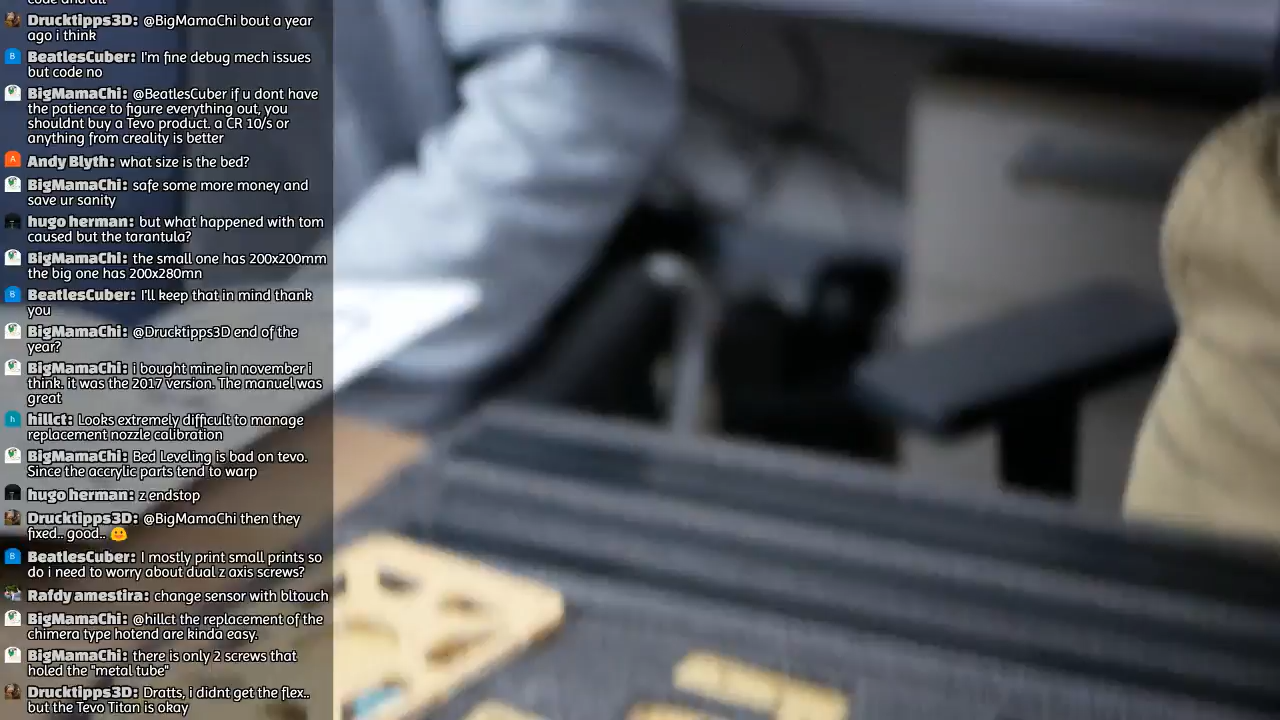 code and all
Drucktipps3D: @BigMamaChi bout a year
ago i think
BeatlesCuber: I'm fine debug mech issues
but code no
BigMamaChi: @BeatlesCuber if u dont have
the patience to figure everything out, you
shouldnt buy a Tevo product. a CR 10/s or
anything from creality is better
Andy Blyth: what size is the bed?
BigMamaChi: safe some more money and
save ur sanity
hugo herman: but what happened with tom
caused but the tarantula?
BigMamaChi: the small one has 200x200mm
the big one has 200x280mn
BeatlesCuber: I'll keep that in mind thank
you
BigMamaChi: @Drucktipps3D end of the
year?
BigMamaChi: i bought mine in november i
think. it was the 2017 version. The manuel was
great
hillct: Looks extremely difficult to manage
replacement nozzle calibration
BigMamaChi: Bed Leveling is bad on tevo.
Since the accrylic parts tend to warp
hugo herman: z endstop
Drucktipps3D: @BigMamaChi then they
fixed.. good..
BeatlesCuber: I mostly print small prints so
do i need to worry about dual z axis screws?
Rafdy amestira: change sensor with bltouch
BigMamaChi: @hillct the replacement of the
chimera type hotend are kinda easy.
BigMamaChi: there is only 2 screws that
holed the "metal tube"
Drucktipps3D: Dratts, i didnt get the flex..
but the Tevo Titan is okay